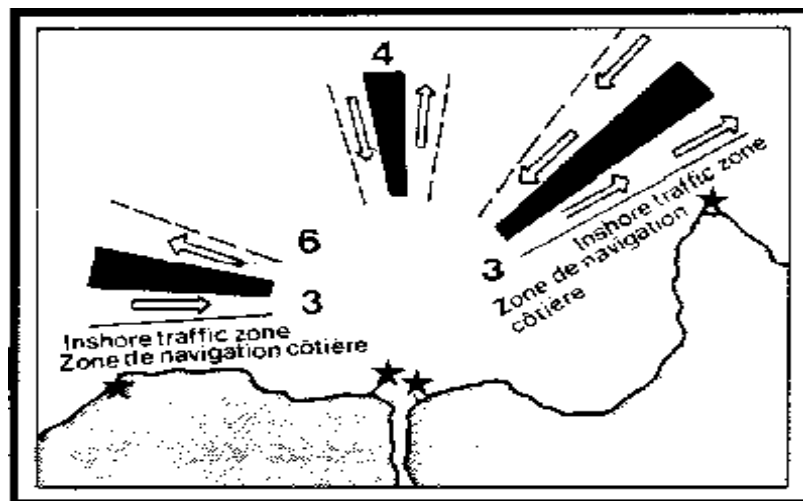 4
6
3
3
Inshore traffic zone
Zone de navigation
côtière
Inshore traffic zone
Zone de navigation côtière